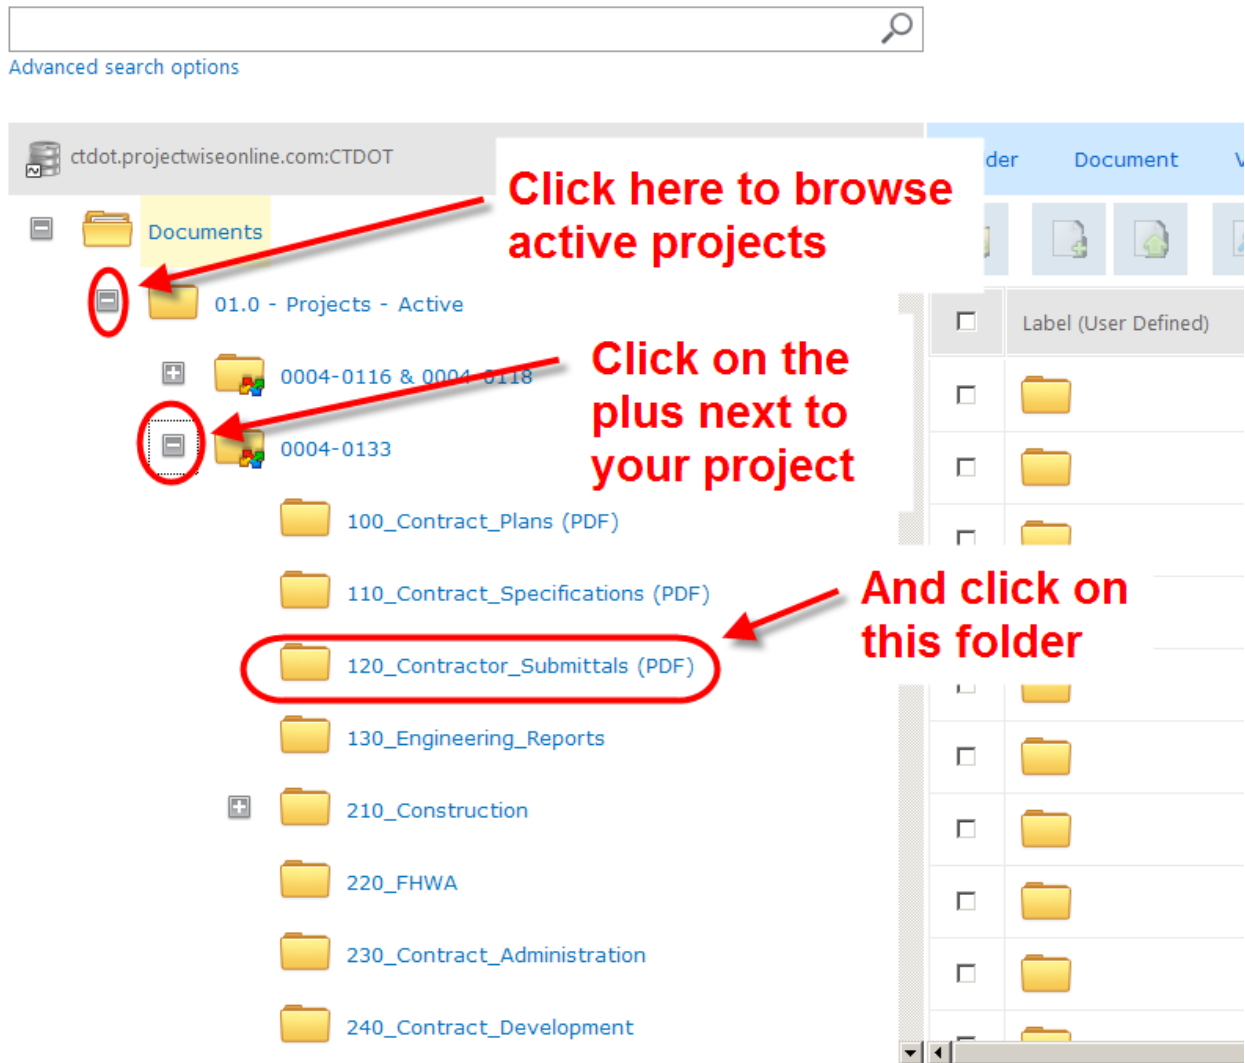 Advanced search options
ctdot.projectwiseonline.com:CTDOT
Click here to browse
active projects
der Document V
Documents
01.0 - Projects - Active
Label (User Defined)
0004-0116 & 0004-0118
Click on the
plus next to
your project
0004-0133
100_Contract_Plans (PDF)
110_Contract_Specifications (PDF)
And click on
this folder
120_Contractor_Submittals (PDF)
130_Engineering_Reports
210_Construction
220_FHWA
230_Contract_Administration
240_Contract_Development